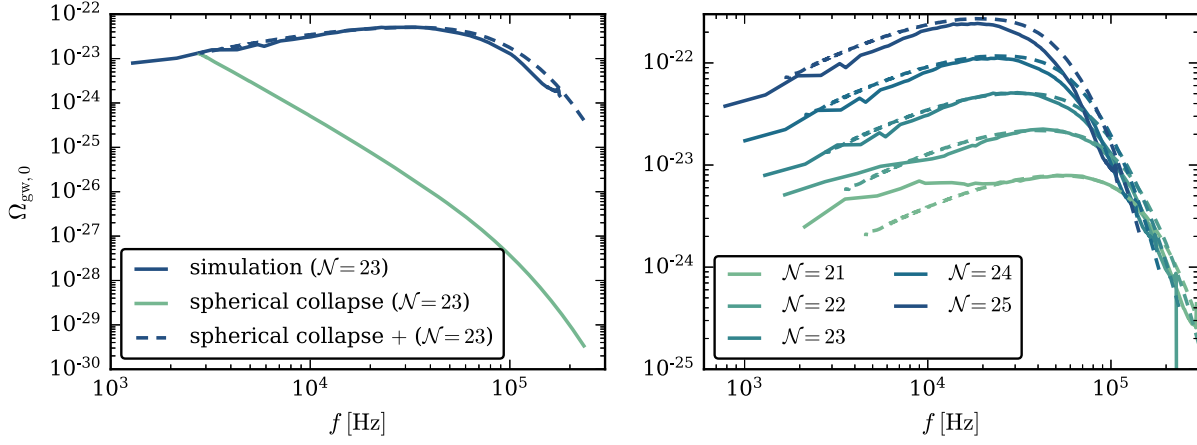 10^-22
10^-23
10^-24
10^-25
10^-26
10^-27
10^-28
10^-29
10^-30
Ω_gw,0
10^3
10^4
10^5
f [Hz]
simulation (𝒩 = 23)
spherical collapse (𝒩 = 23)
spherical collapse + (𝒩 = 23)
10^-22
10^-23
10^-24
10^-25
10^3
10^4
10^5
f [Hz]
𝒩 = 21
𝒩 = 22
𝒩 = 23
𝒩 = 24
𝒩 = 25